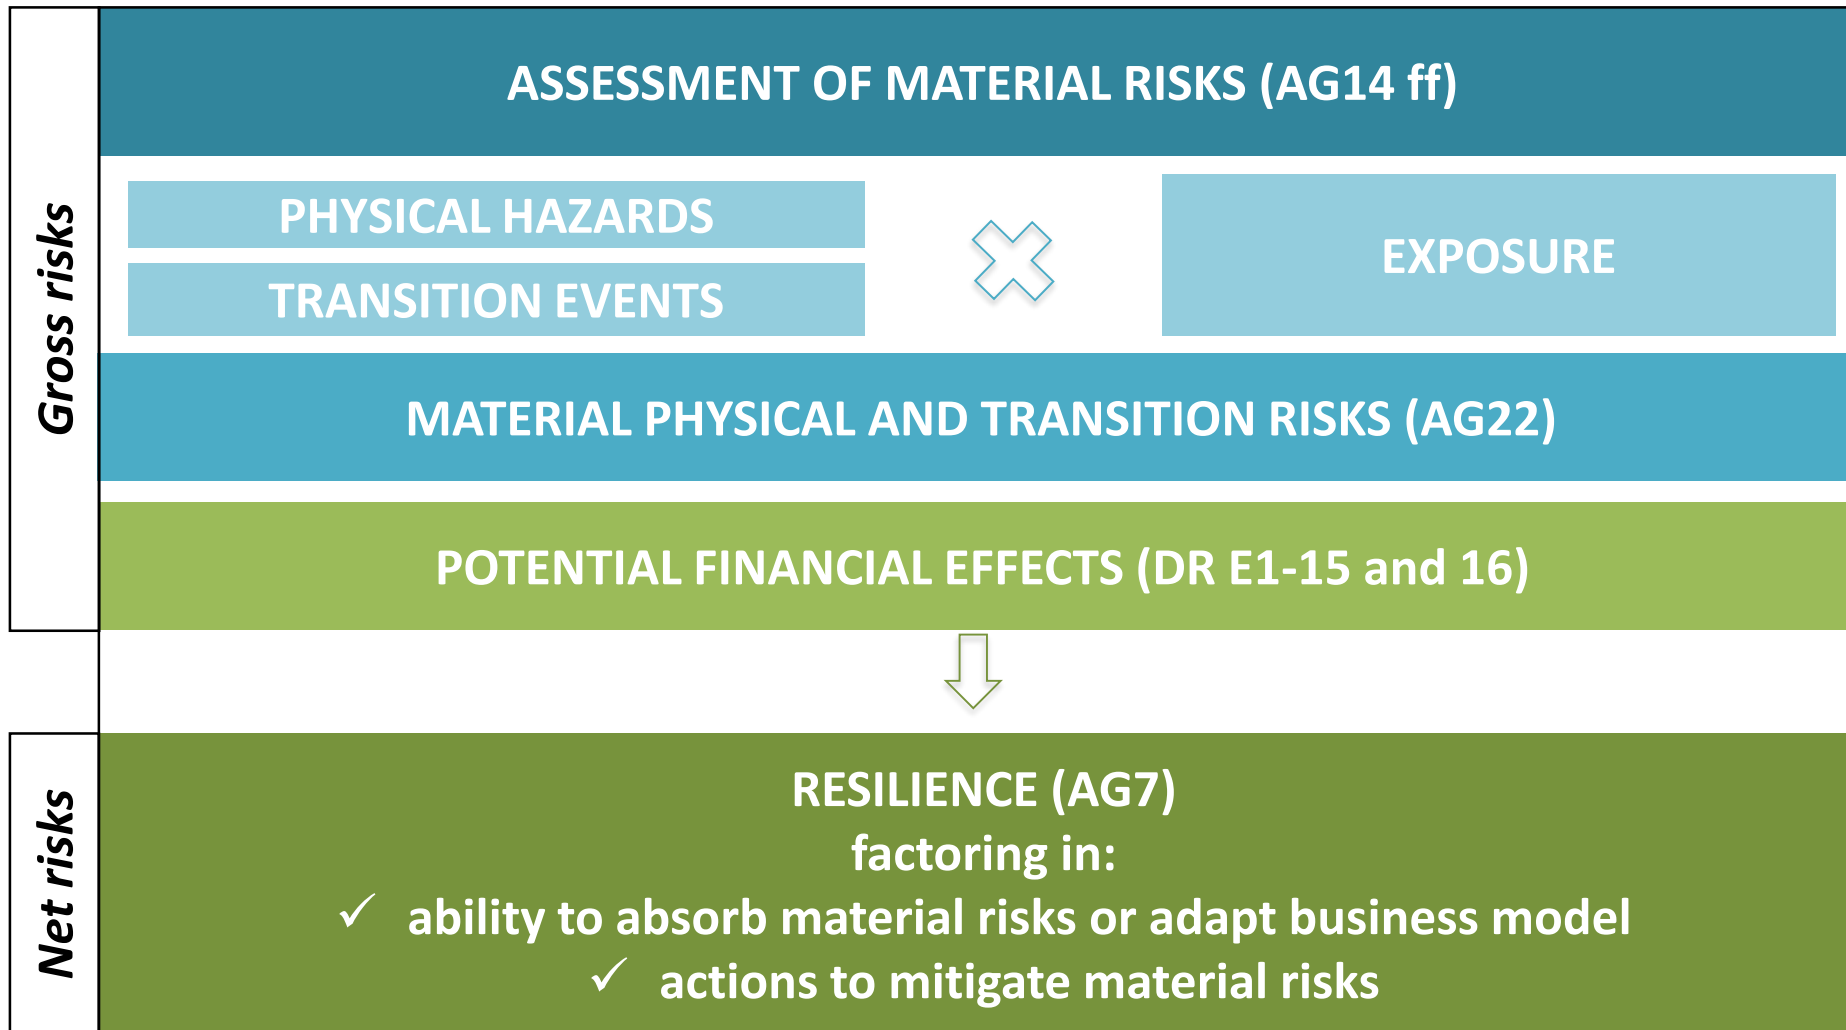 Gross risks
ASSESSMENT OF MATERIAL RISKS (AG14 ff)
PHYSICAL HAZARDS
TRANSITION EVENTS
EXPOSURE
MATERIAL PHYSICAL AND TRANSITION RISKS (AG22)
POTENTIAL FINANCIAL EFFECTS (DR E1-15 and 16)
Net risks
RESILIENCE (AG7)
factoring in:
✓ ability to absorb material risks or adapt business model
✓ actions to mitigate material risks